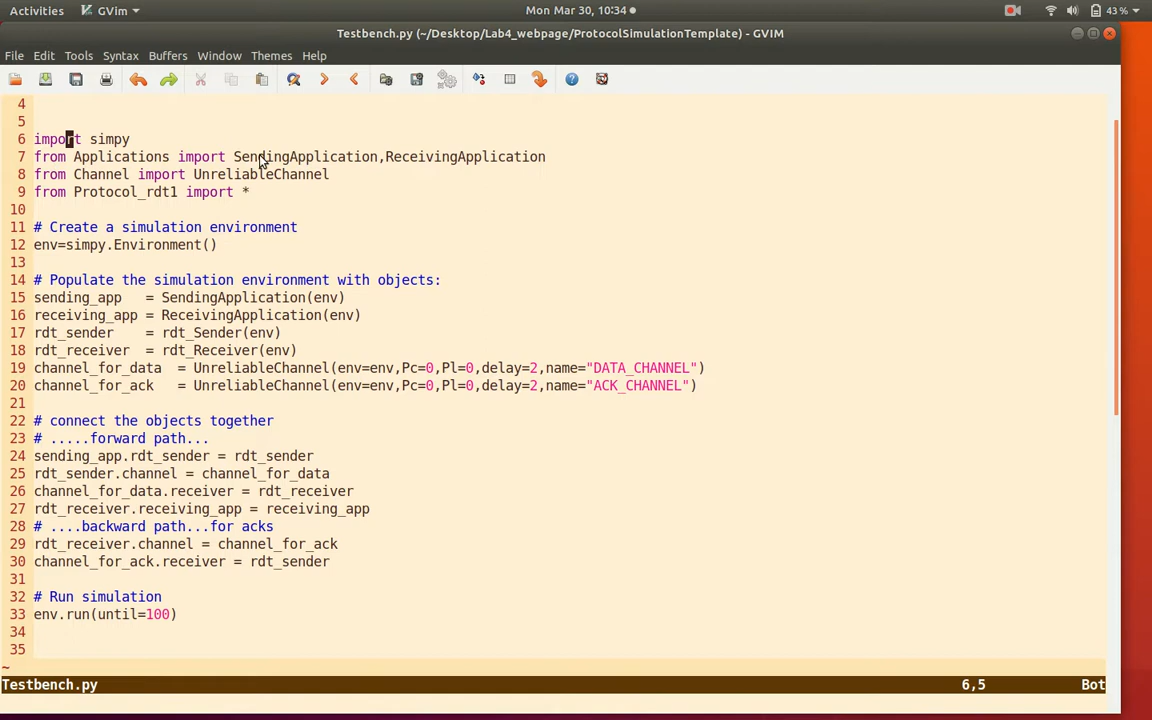 Activities GVim Mon Mar 30, 10:34 43 %
Testbench.py (~/Desktop/Lab4_webpage/ProtocolSimulationTemplate) - GVIM
File Edit Tools Syntax Buffers Window Themes Help
4
5
6 import simpy
7 from Applications import SendingApplication,ReceivingApplication
8 from Channel import UnreliableChannel
9 from Protocol_rdt1 import *
10
11 # Create a simulation environment
12 env=simpy.Environment()
13
14 # Populate the simulation environment with objects:
15 sending_app   = SendingApplication(env)
16 receiving_app = ReceivingApplication(env)
17 rdt_sender    = rdt_Sender(env)
18 rdt_receiver  = rdt_Receiver(env)
19 channel_for_data  = UnreliableChannel(env=env,Pc=0,Pl=0,delay=2,name="DATA_CHANNEL")
20 channel_for_ack   = UnreliableChannel(env=env,Pc=0,Pl=0,delay=2,name="ACK_CHANNEL")
21
22 # connect the objects together
23 # .....forward path...
24 sending_app.rdt_sender = rdt_sender
25 rdt_sender.channel = channel_for_data
26 channel_for_data.receiver = rdt_receiver
27 rdt_receiver.receiving_app = receiving_app
28 # ....backward path...for acks
29 rdt_receiver.channel = channel_for_ack
30 channel_for_ack.receiver = rdt_sender
31
32 # Run simulation
33 env.run(until=100)
34
35
~
Testbench.py 6,5 Bot